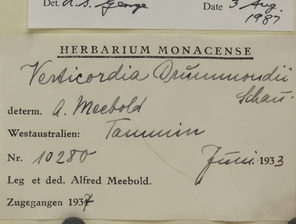 Det. A. S. George
Date 3 Aug.
1987
HERBARIUM MONACENSE
Verticordia Drummondii
Schau.
determ. A. Meebold
Westaustralien: Tammin
Nr. 10280 Juni 1933
Leg et ded. Alfred Meebold.
Zugegangen 1937